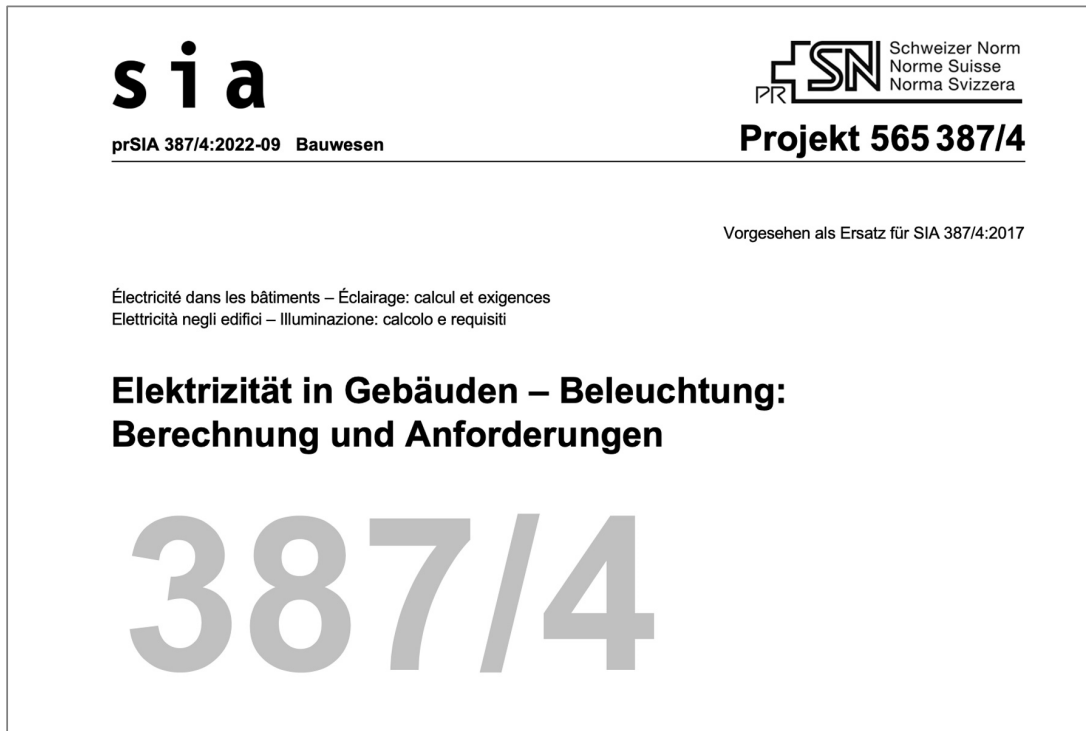 sia
PR SN Schweizer Norm
Norme Suisse
Norma Svizzera
prSIA 387/4:2022-09 Bauwesen
Projekt 565 387/4
Vorgesehen als Ersatz für SIA 387/4:2017
Électricité dans les bâtiments – Éclairage: calcul et exigences
Elettricità negli edifici – Illuminazione: calcolo e requisiti
Elektrizität in Gebäuden – Beleuchtung:
Berechnung und Anforderungen
387/4